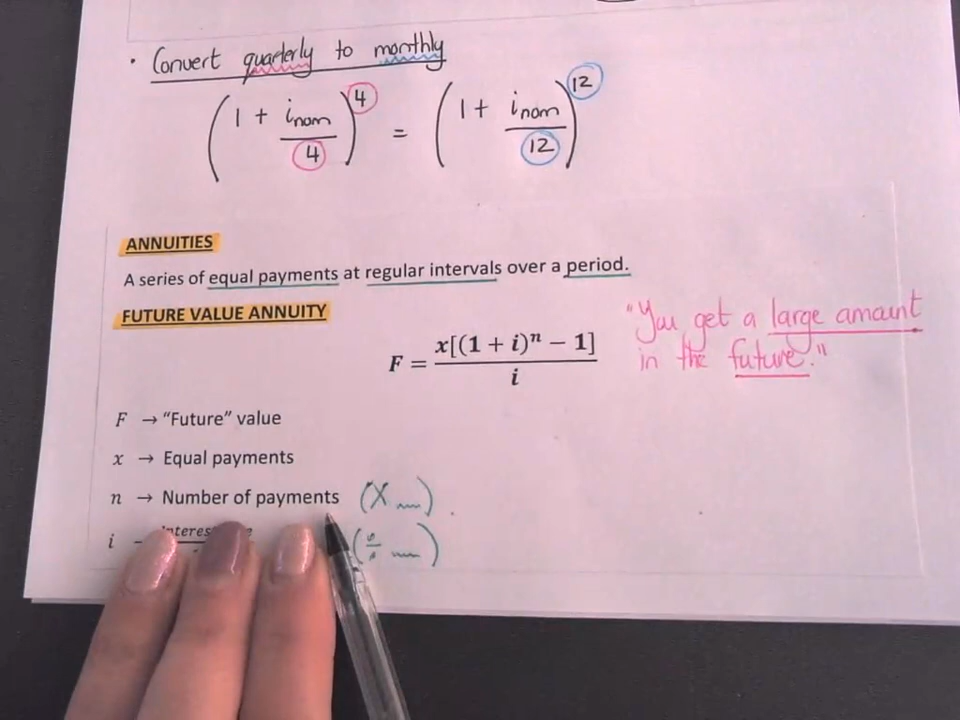 · Convert quarterly to monthly
(1 + inom/4)^4 = (1 + inom/12)^12
ANNUITIES
A series of equal payments at regular intervals over a period.
FUTURE VALUE ANNUITY
F = x[(1 + i)ⁿ − 1]/i
"You get a large amount
in the future."
F → "Future" value
x → Equal payments
n → Number of payments (X
i